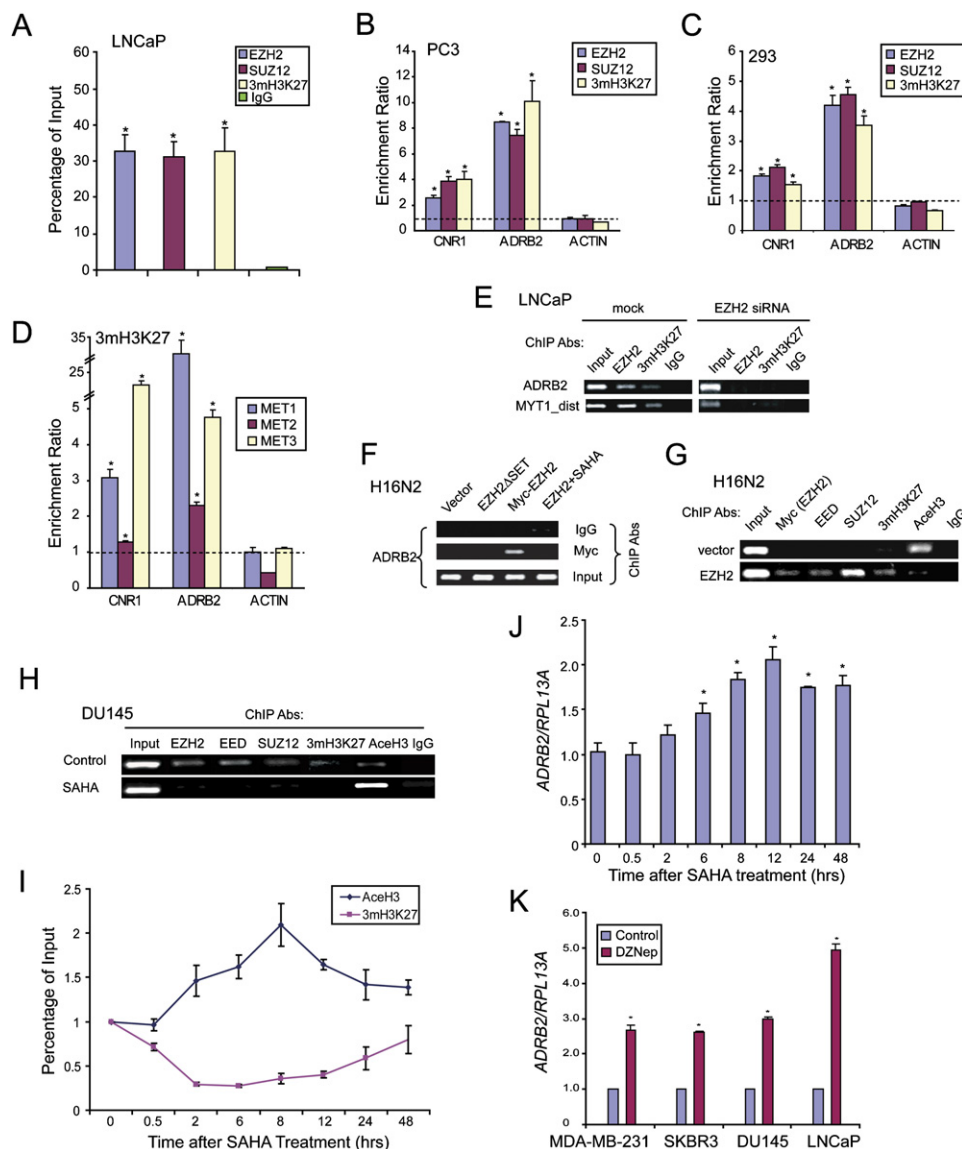 A
LNCaP
EZH2
SUZ12
3mH3K27
IgG
Percentage of Input
60
50
40
30
20
10
0
* * *
B
PC3
EZH2
SUZ12
3mH3K27
Enrichment Ratio
14
12
10
8
6
4
2
0
* * * * * *
CNR1 ADRB2 ACTIN
C
293
EZH2
SUZ12
3mH3K27
Enrichment Ratio
6
5
4
3
2
1
0
* * * * * *
CNR1 ADRB2 ACTIN
D
3mH3K27
MET1
MET2
MET3
Enrichment Ratio
35
25
5
4
3
2
1
0
* * * * * *
CNR1 ADRB2 ACTIN
E
LNCaP
mock EZH2 siRNA
ChIP Abs: Input EZH2 3mH3K27 IgG Input EZH2 3mH3K27 IgG
ADRB2
MYT1_dist
F
H16N2
Vector EZH2ΔSET Myc-EZH2 EZH2+SAHA
ADRB2
IgG
Myc
Input
ChIP Abs
G
H16N2
ChIP Abs: Input Myc (EZH2) EED SUZ12 3mH3K27 AceH3 IgG
vector
EZH2
H
DU145
ChIP Abs:
Input EZH2 EED SUZ12 3mH3K27 AceH3 IgG
Control
SAHA
I
AceH3
3mH3K27
Percentage of Input
2.5
2
1.5
1
0.5
0
0 0.5 2 6 8 12 24 48
Time after SAHA Treatment (hrs)
J
ADRB2/RPL13A
2.5
2.0
1.5
1.0
0.5
* * * * *
0 0.5 2 6 8 12 24 48
Time after SAHA treatment (hrs)
K
Control
DZNep
ADRB2/RPL13A
6.0
5.0
4.0
3.0
2.0
1.0
0
* * * *
MDA-MB-231 SKBR3 DU145 LNCaP